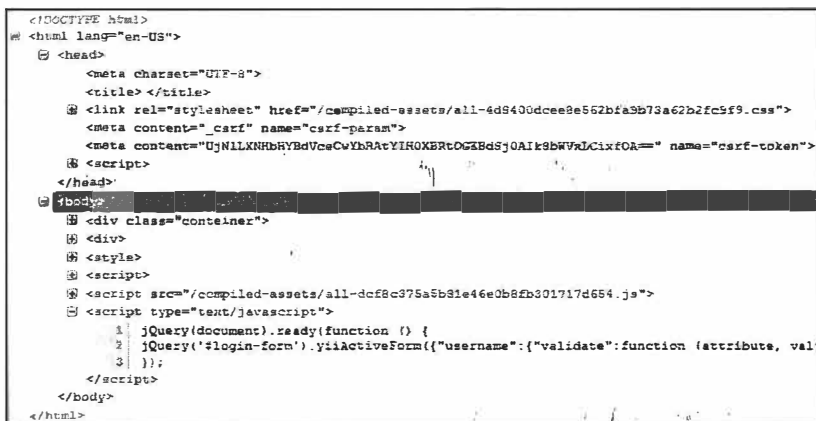 <!DOCTYPE html>
<html lang="en-US">
<head>
<meta charset="UTF-8">
<title> </title>
<link rel="stylesheet" href="/compiled-assets/all-4d9400dcee8e562bfa9b73a62b2fc9f9.css">
<meta content="_csrf" name="csrf-param">
<meta name="csrf-token">
<script>
</head>
<body>
<div class="container">
<div>
<style>
<script>
<script src="/compiled-assets/all-dcf8c375a5b81e46e0b8fb301717d654.js">
<script type="text/javascript">
1 jQuery(document).ready(function () {
2 jQuery('#login-form').yiiActiveForm({"username":{"validate":function (attribute, val
3 });
</script>
</body>
</html>